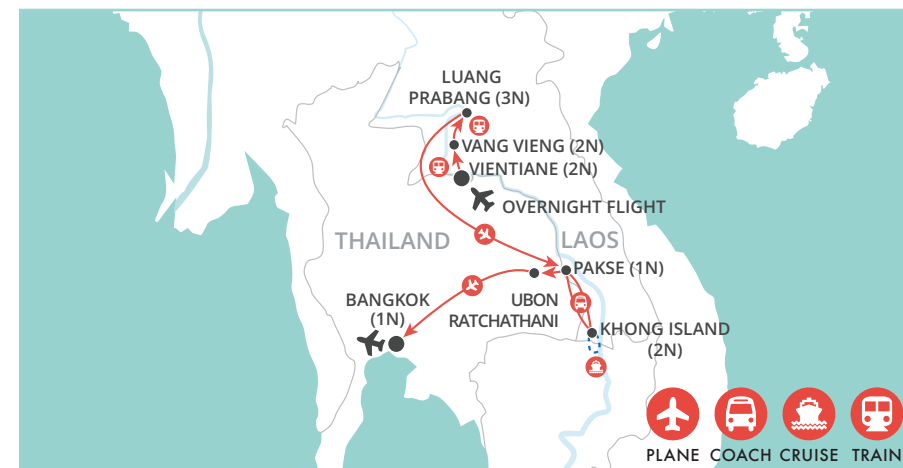 LUANG
PRABANG (3N)
VANG VIENG (2N)
VIENTIANE (2N)
OVERNIGHT FLIGHT
THAILAND
LAOS
PAKSE (1N)
BANGKOK
(1N)
UBON
RATCHATHANI
KHONG ISLAND
(2N)
PLANE
COACH
CRUISE
TRAIN